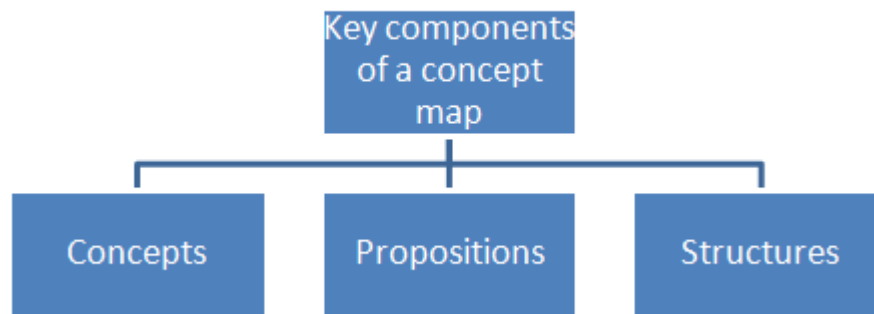 Key components
of a concept
map
Concepts
Propositions
Structures